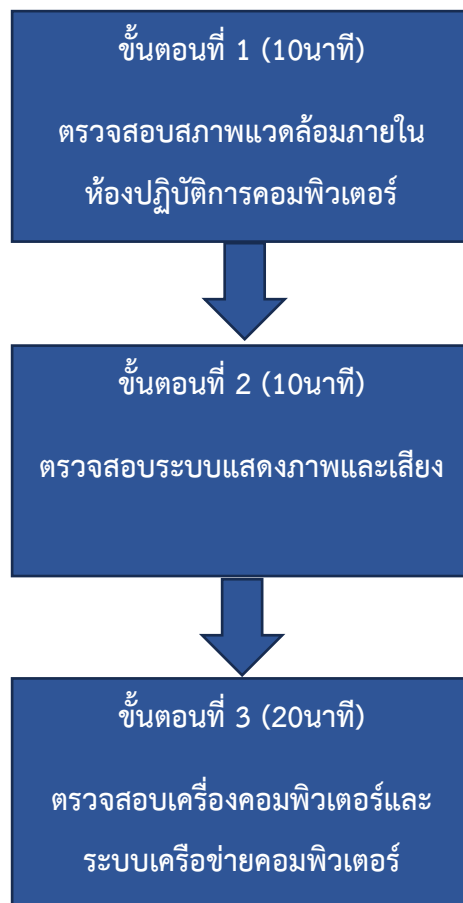 ขั้นตอนที่ 1 (10นาที)
ตรวจสอบสภาพแวดล้อมภายใน
ห้องปฏิบัติการคอมพิวเตอร์
ขั้นตอนที่ 2 (10นาที)
ตรวจสอบระบบแสดงภาพและเสียง
ขั้นตอนที่ 3 (20นาที)
ตรวจสอบเครื่องคอมพิวเตอร์และ
ระบบเครือข่ายคอมพิวเตอร์